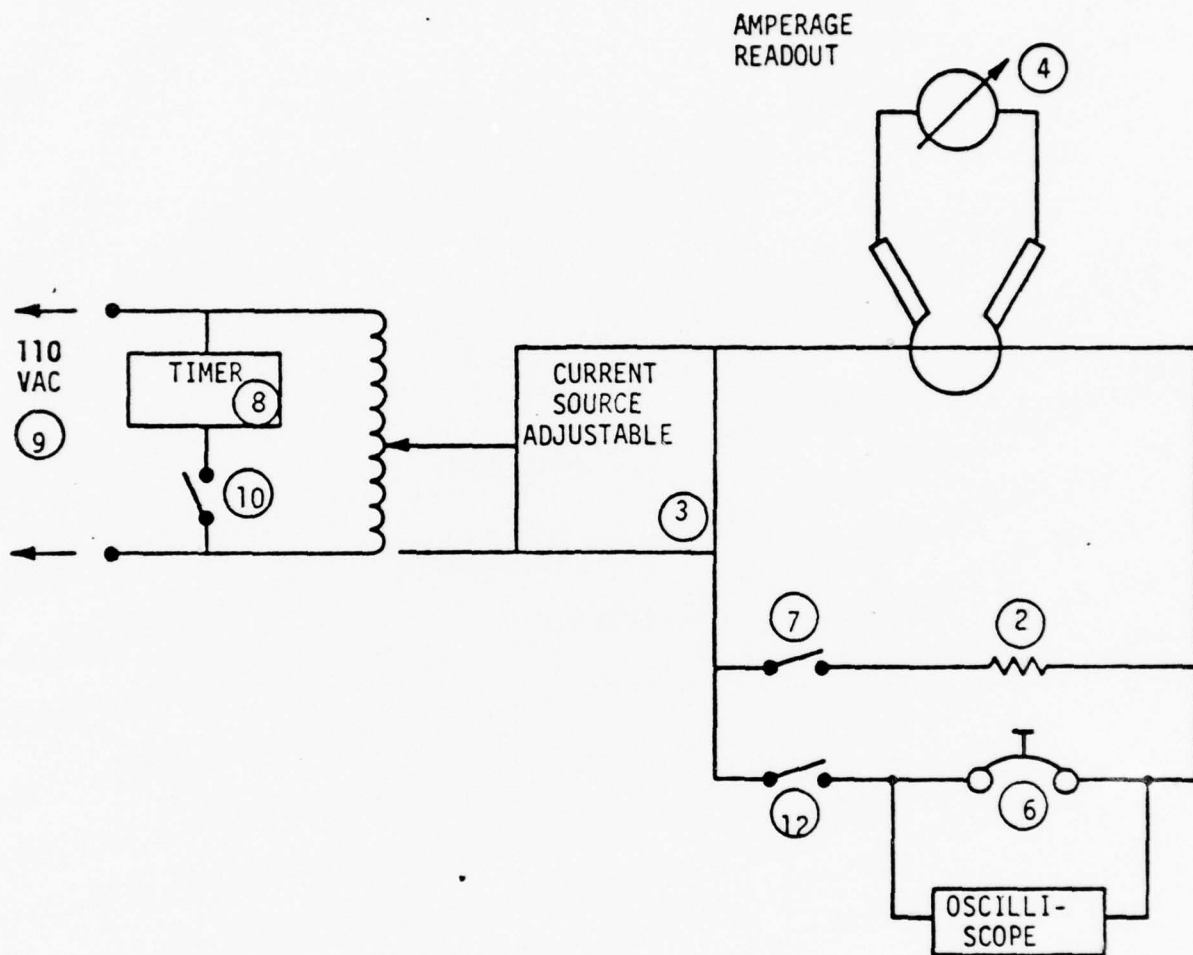 AMPERAGE
READOUT
4
110
VAC
9
TIMER
8
10
CURRENT
SOURCE
ADJUSTABLE
3
7
2
12
6
OSCILLI-
SCOPE